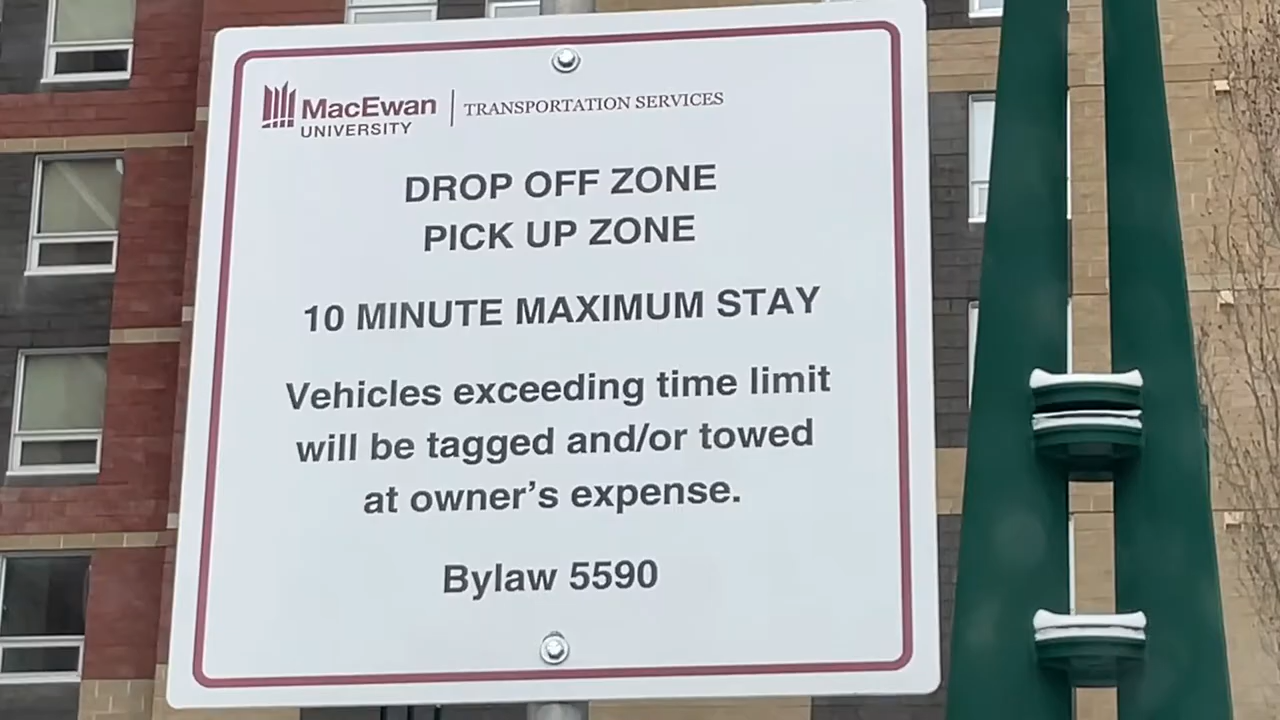 MacEwan
UNIVERSITY
TRANSPORTATION SERVICES
DROP OFF ZONE
PICK UP ZONE
10 MINUTE MAXIMUM STAY
Vehicles exceeding time limit
will be tagged and/or towed
at owner's expense.
Bylaw 5590